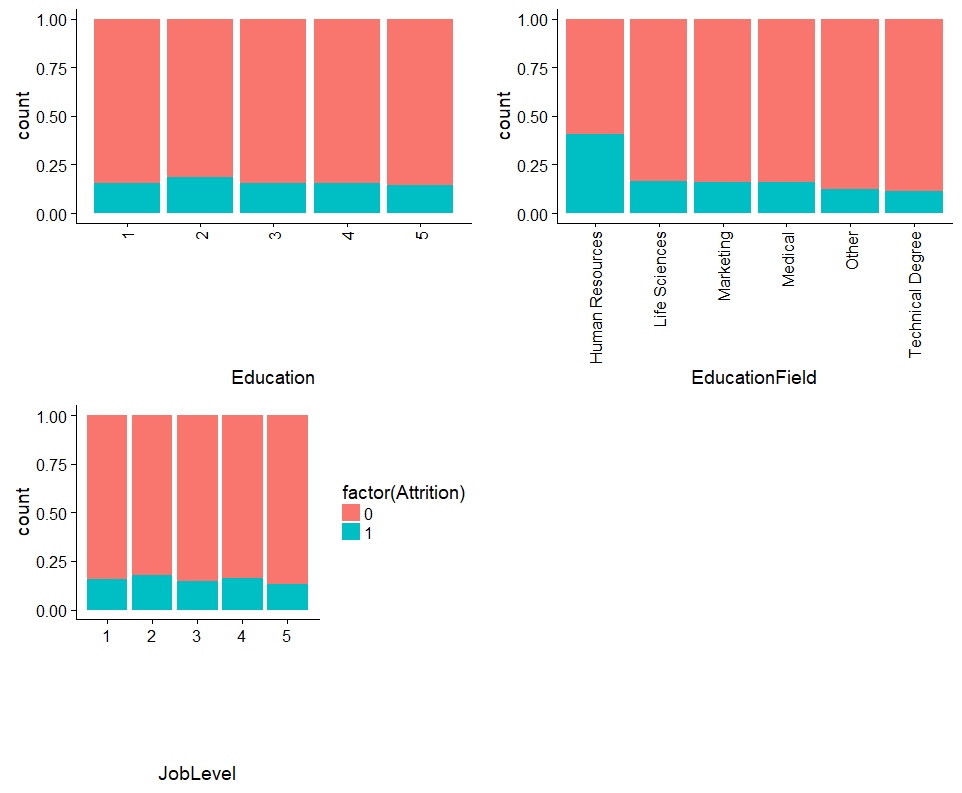 count
1.00
0.75
0.50
0.25
0.00
1
2
3
4
5
Education
count
1.00
0.75
0.50
0.25
0.00
Human Resources
Life Sciences
Marketing
Medical
Other
Technical Degree
EducationField
count
1.00
0.75
0.50
0.25
0.00
1 2 3 4 5
JobLevel
factor(Attrition)
0
1